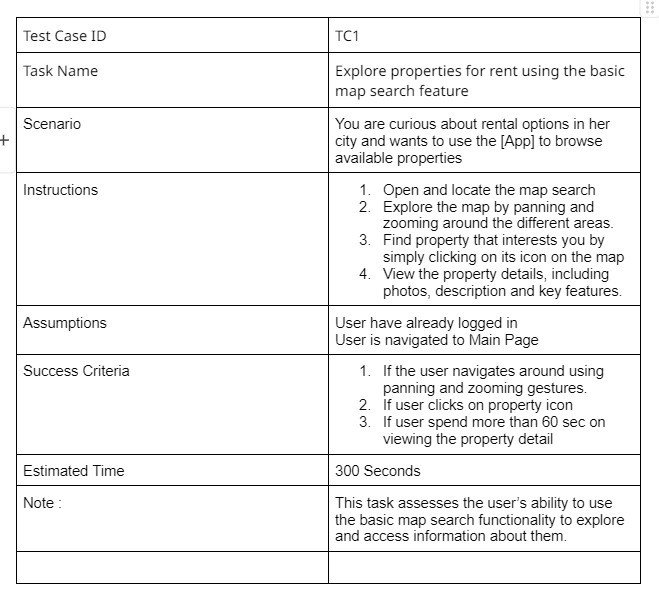 Test Case ID
TC1
Task Name
Explore properties for rent using the basic
map search feature
Scenario
You are curious about rental options in her
city and wants to use the [App] to browse
available properties
Instructions
1. Open and locate the map search
2. Explore the map by panning and
zooming around the different areas.
3. Find property that interests you by
simply clicking on its icon on the map
4. View the property details, including
photos, description and key features.
Assumptions
User have already logged in
User is navigated to Main Page
Success Criteria
1. If the user navigates around using
panning and zooming gestures.
2. If user clicks on property icon
3. If user spend more than 60 sec on
viewing the property detail
Estimated Time
300 Seconds
Note :
This task assesses the user's ability to use
the basic map search functionality to explore
and access information about them.